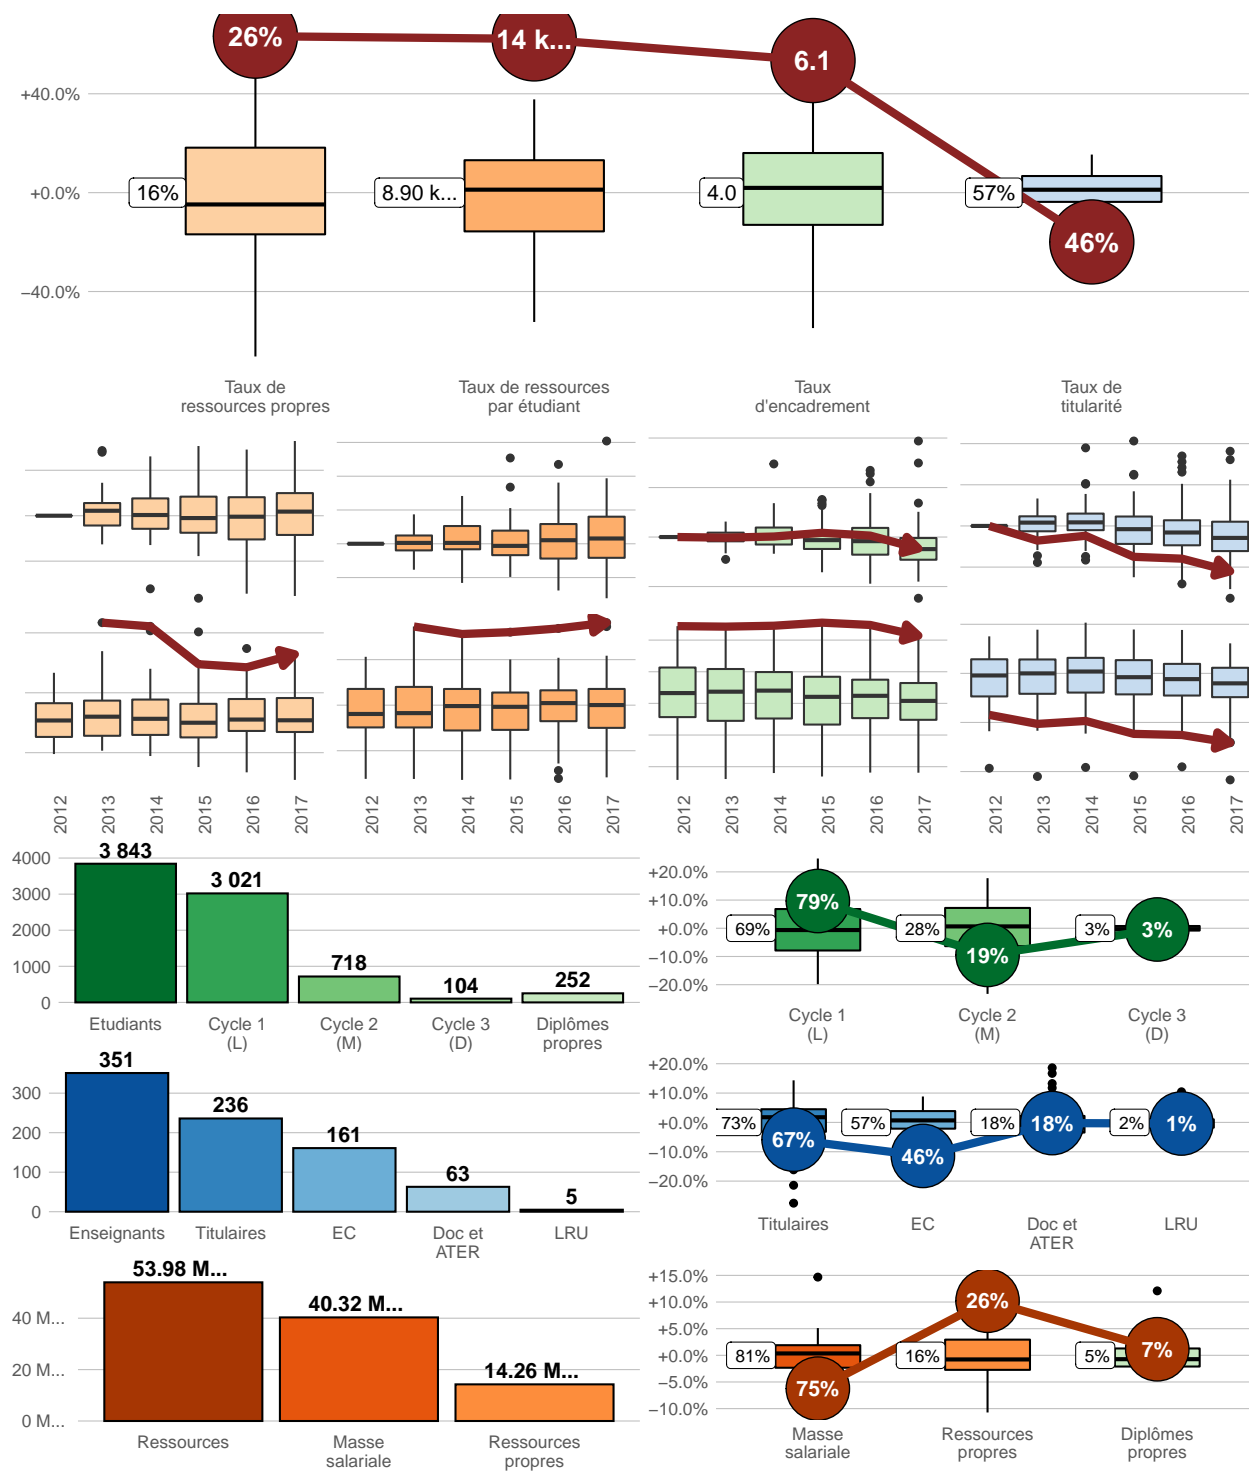 26%
14 k...
6.1
+40.0%
16%
8.90 k...
4.0
57%
+0.0%
46%
−40.0%
Taux de
ressources propres
Taux de ressources
par étudiant
Taux
d'encadrement
Taux de
titularité
2012
2013
2014
2015
2016
2017
2012
2013
2014
2015
2016
2017
2012
2013
2014
2015
2016
2017
2012
2013
2014
2015
2016
2017
4000
3000
2000
1000
0
3 843
3 021
718
104
252
Etudiants
Cycle 1
(L)
Cycle 2
(M)
Cycle 3
(D)
Diplômes
propres
+20.0%
+10.0%
+0.0%
−10.0%
−20.0%
69%
79%
28%
19%
3%
3%
Cycle 1
(L)
Cycle 2
(M)
Cycle 3
(D)
300
200
100
0
351
236
161
63
5
Enseignants
Titulaires
EC
Doc et
ATER
LRU
+20.0%
+10.0%
+0.0%
−10.0%
−20.0%
73%
67%
57%
46%
18%
18%
2%
1%
Titulaires
EC
Doc et
ATER
LRU
40 M...
20 M...
0 M...
53.98 M...
40.32 M...
14.26 M...
Ressources
Masse
salariale
Ressources
propres
+15.0%
+10.0%
+5.0%
+0.0%
−5.0%
−10.0%
81%
75%
16%
26%
5%
7%
Masse
salariale
Ressources
propres
Diplômes
propres